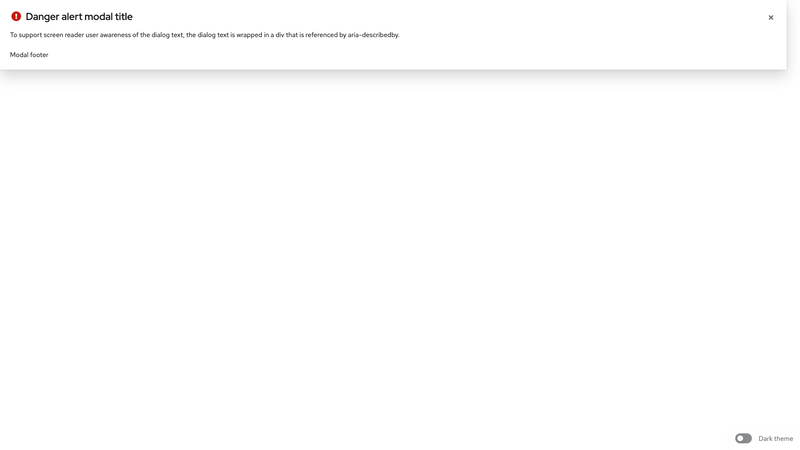 Danger alert modal title
To support screen reader user awareness of the dialog text, the dialog text is wrapped in a div that is referenced by aria-describedby.
Modal footer
Dark theme